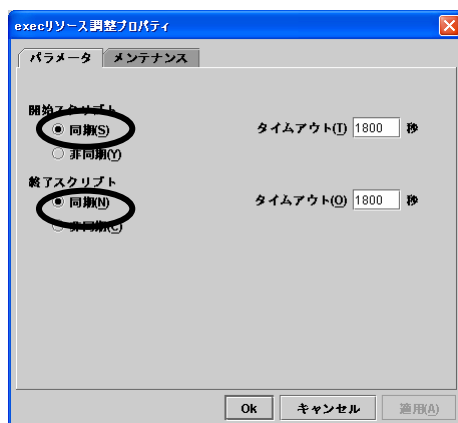 execリソース調整プロパティ
パラメータ メンテナンス
開始スクリプト
同期(S) タイムアウト(T) 1800 秒
非同期(Y)
終了スクリプト
同期(N) タイムアウト(O) 1800 秒
非同期(C)
Ok キャンセル 適用(A)